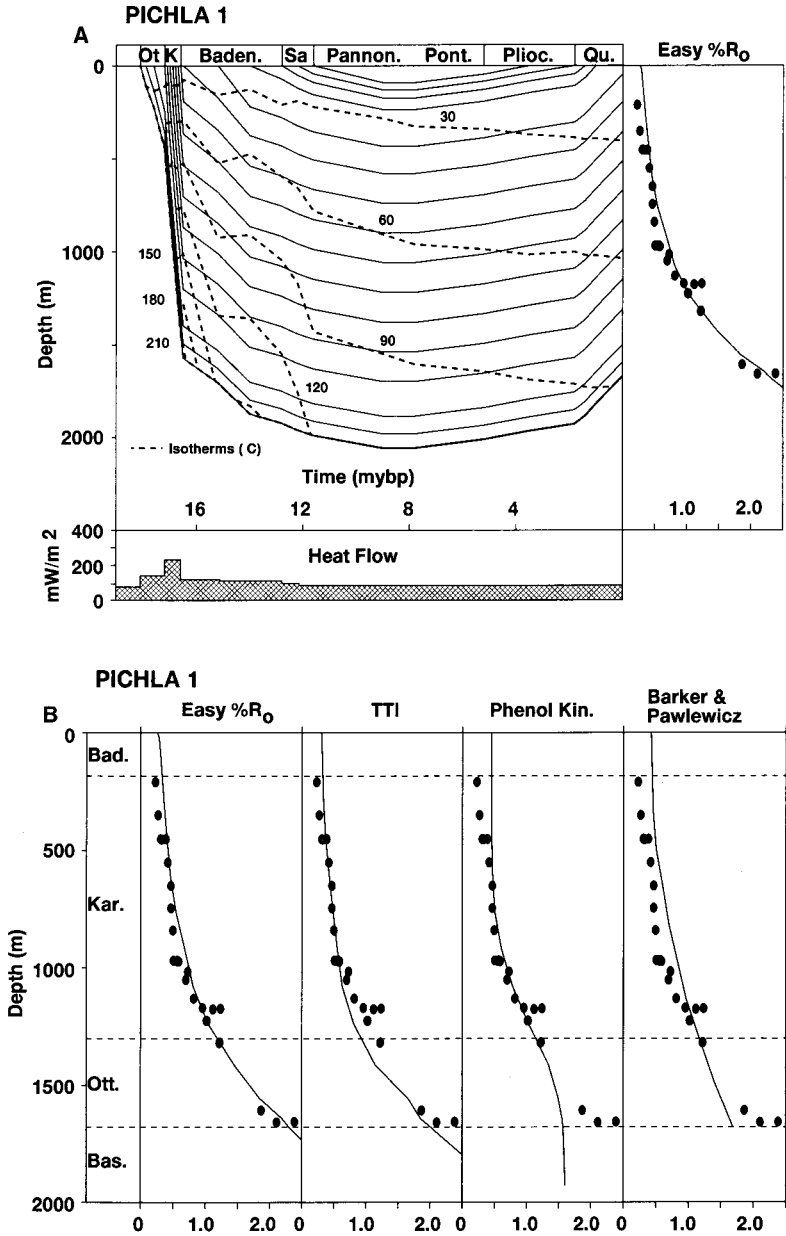 PICHLA 1
A
Ot K Baden. Sa Pannon. Pont. Plioc. Qu. Easy %Ro
0
30
60
1000
150
180
90
210
120
2000
Depth (m)
Isotherms ( C)
Time (mybp)
16 12 8 4 1.0 2.0
400
200
0
mW/m 2
Heat Flow
PICHLA 1
B
Easy %Ro TTI Phenol Kin. Barker &
Pawlewicz
0
Bad.
500
Kar.
1000
Depth (m)
1500
Ott.
Bas.
2000
0 1.0 2.0 0 1.0 2.0 0 1.0 2.0 0 1.0 2.0